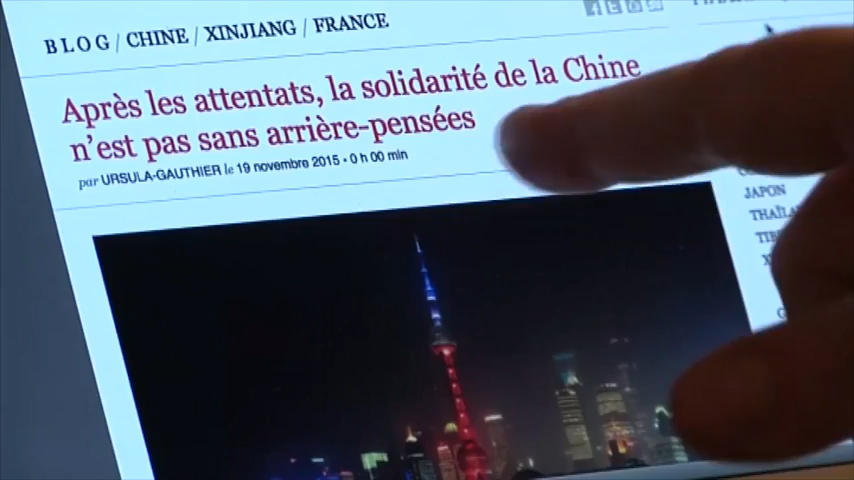 BLOG / CHINE / XINJIANG / FRANCE
Après les attentats, la solidarité de la Chine
n'est pas sans arrière-pensées
par URSULA-GAUTHIER le 19 novembre 2015 • 0 h 00 min
JAPON